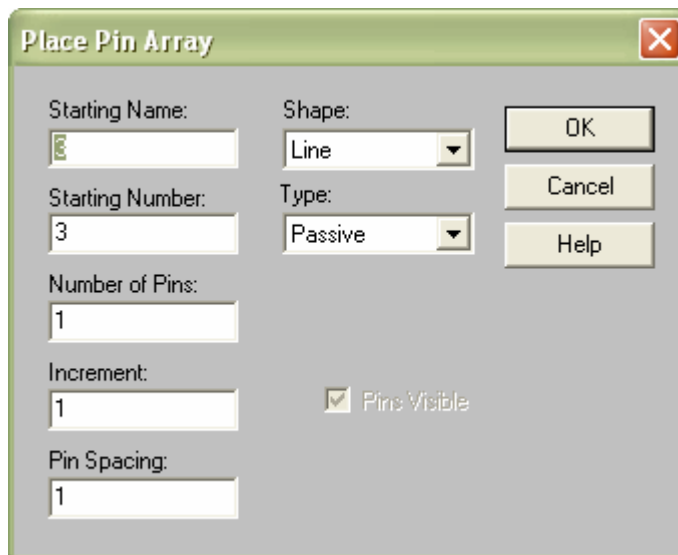 Place Pin Array
Starting Name:
3
Starting Number:
3
Number of Pins:
1
Increment:
1
Pin Spacing:
1
Shape:
Line
Type:
Passive
Pins Visible
OK
Cancel
Help